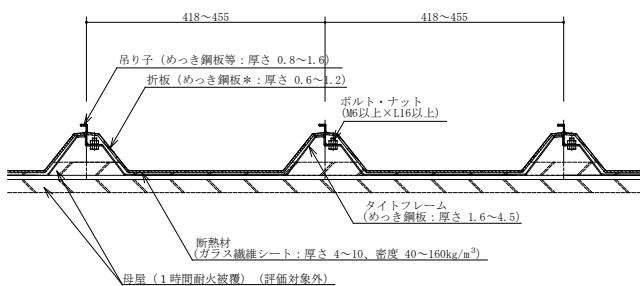 418～455
418～455
吊り子（めっき鋼板等：厚さ 0.8～1.6）
折板（めっき鋼板＊：厚さ 0.6～1.2）
ボルト・ナット
（M6以上×L16以上）
タイトフレーム
（めっき鋼板：厚さ 1.6～4.5）
断熱材
（ガラス繊維シート：厚さ 4～10、密度 40～160kg/m³）
母屋（１時間耐火被覆）（評価対象外）